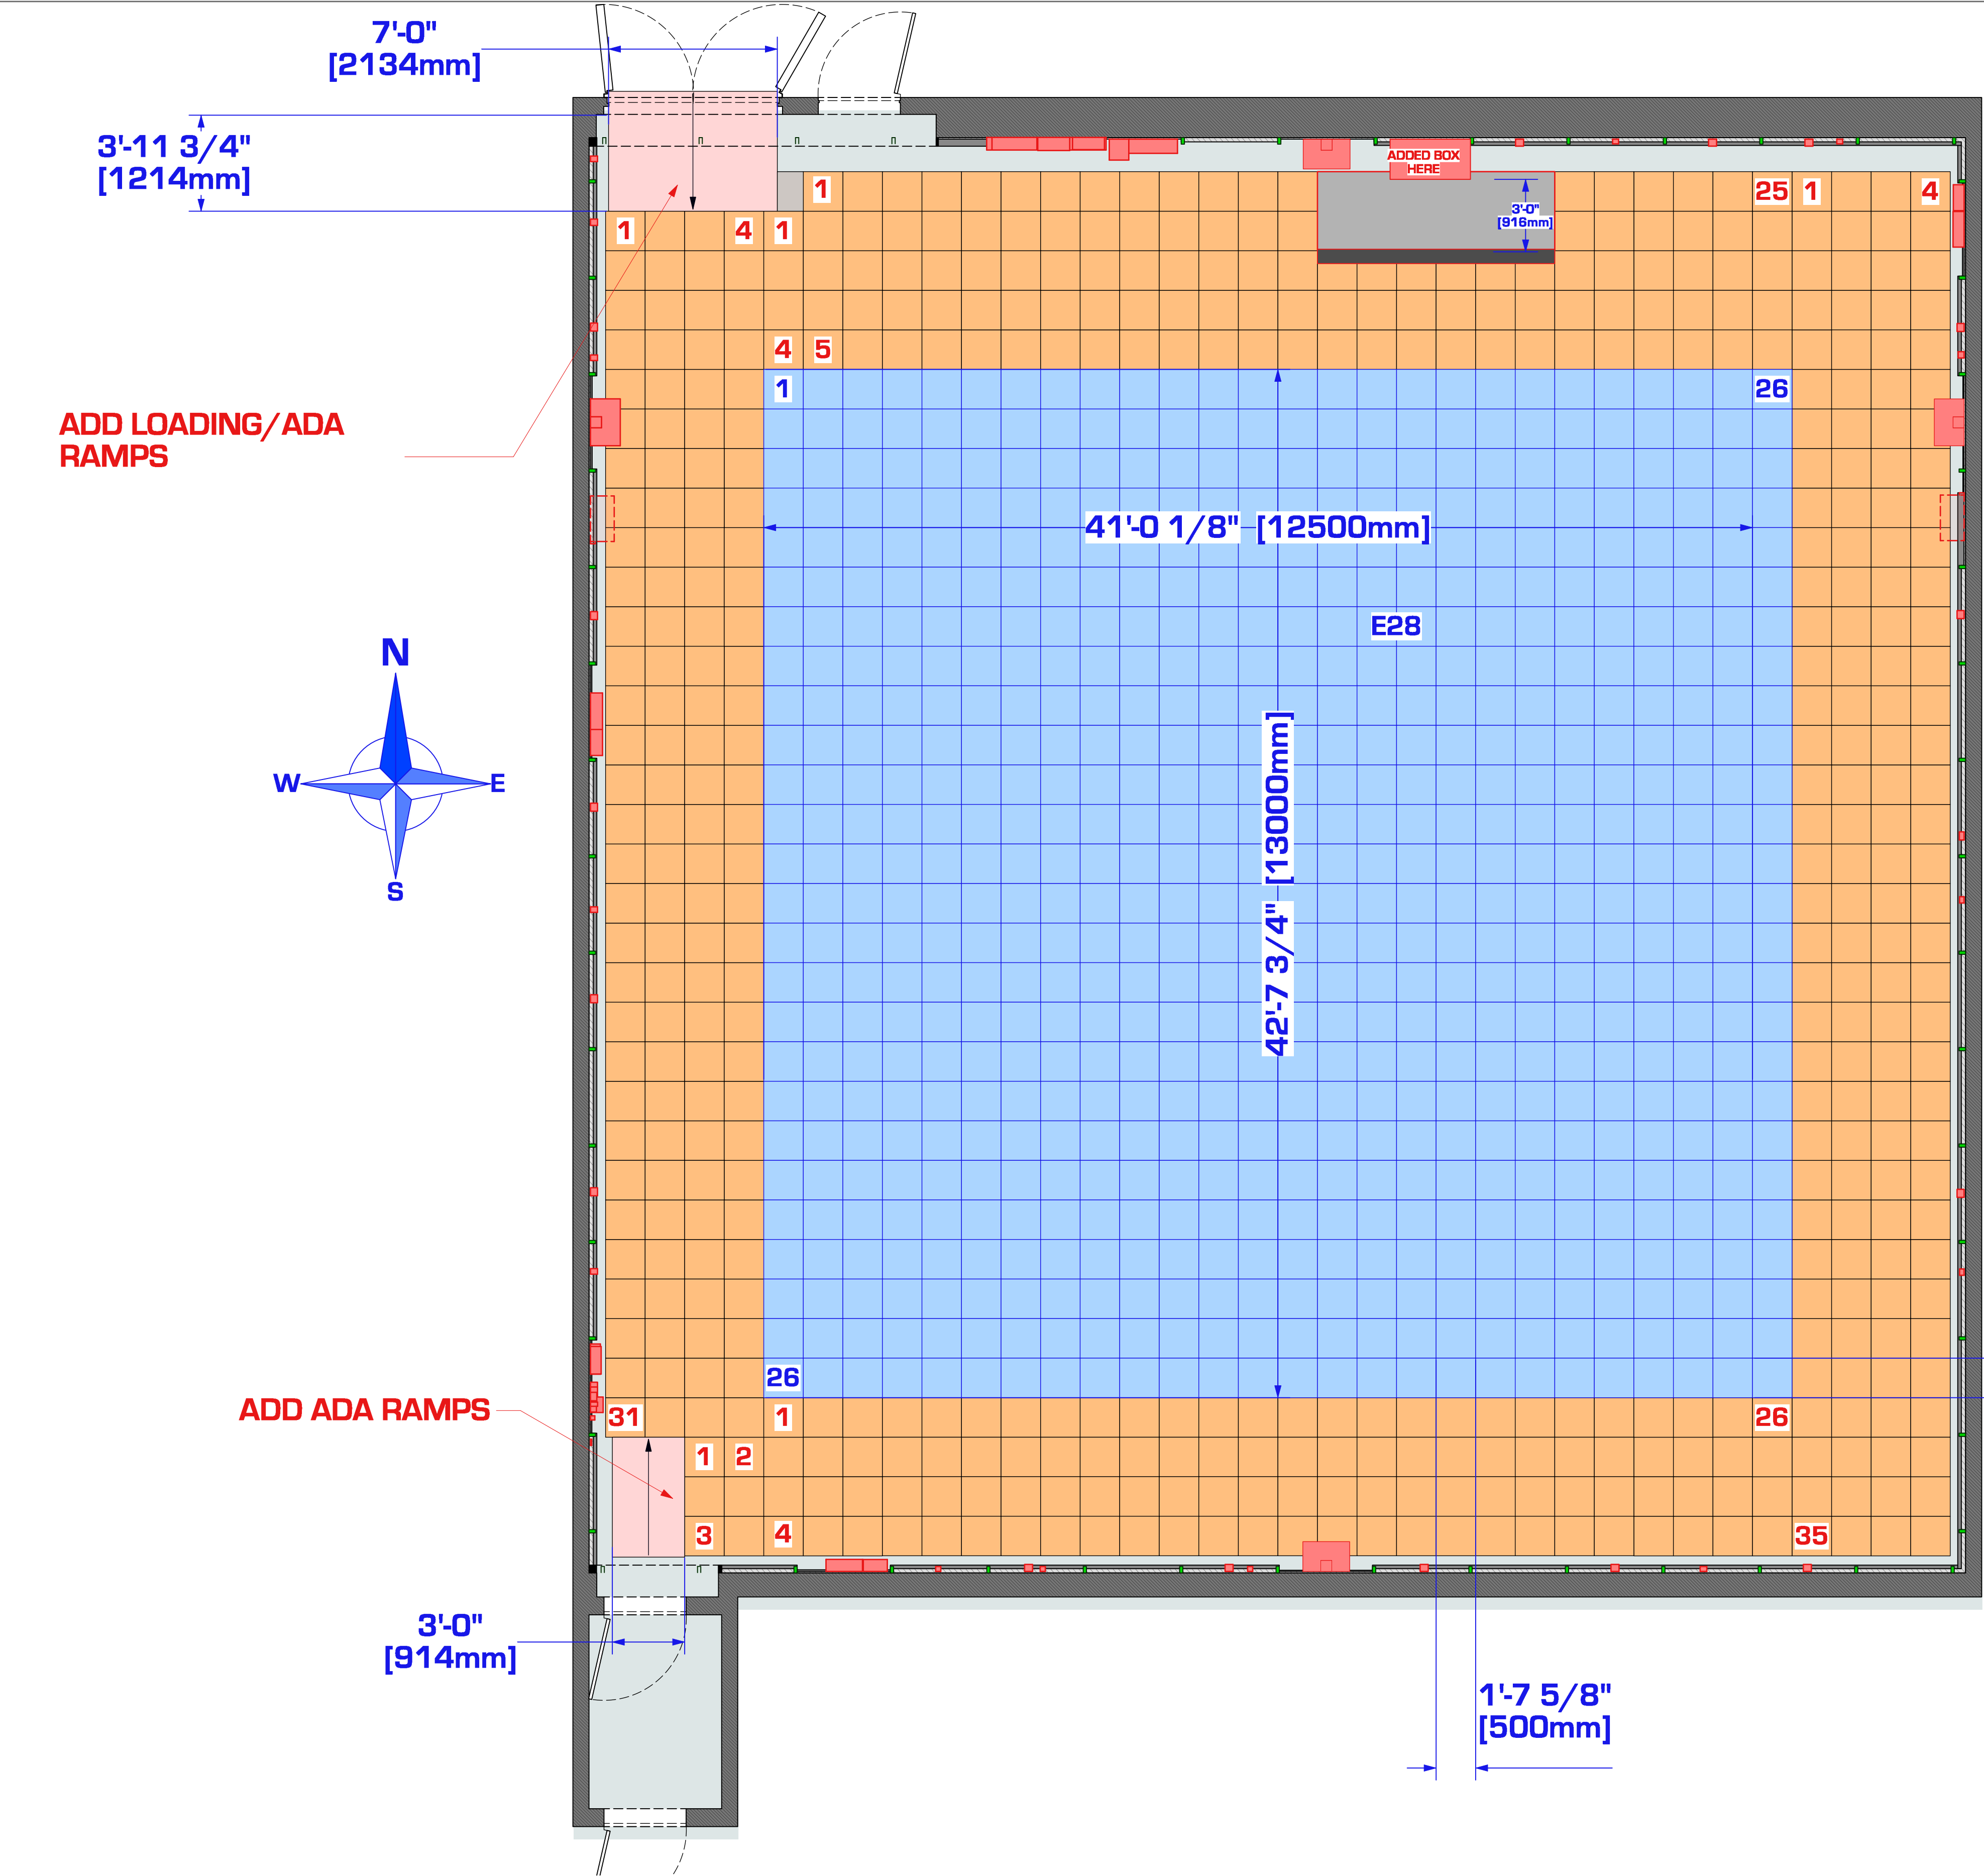 7'-0"
[2134mm]
3'-11 3/4"
[1214mm]
ADDED BOX
HERE
1
25
1
4
3'-0"
[916mm]
1
4
1
4
5
1
26
ADD LOADING/ADA
RAMPS
41'-0 1/8" [12500mm]
E28
N
W
E
S
42'-7 3/4" [13000mm]
26
ADD ADA RAMPS
31
1
26
1
2
3
4
35
3'-0"
[914mm]
1'-7 5/8"
[500mm]